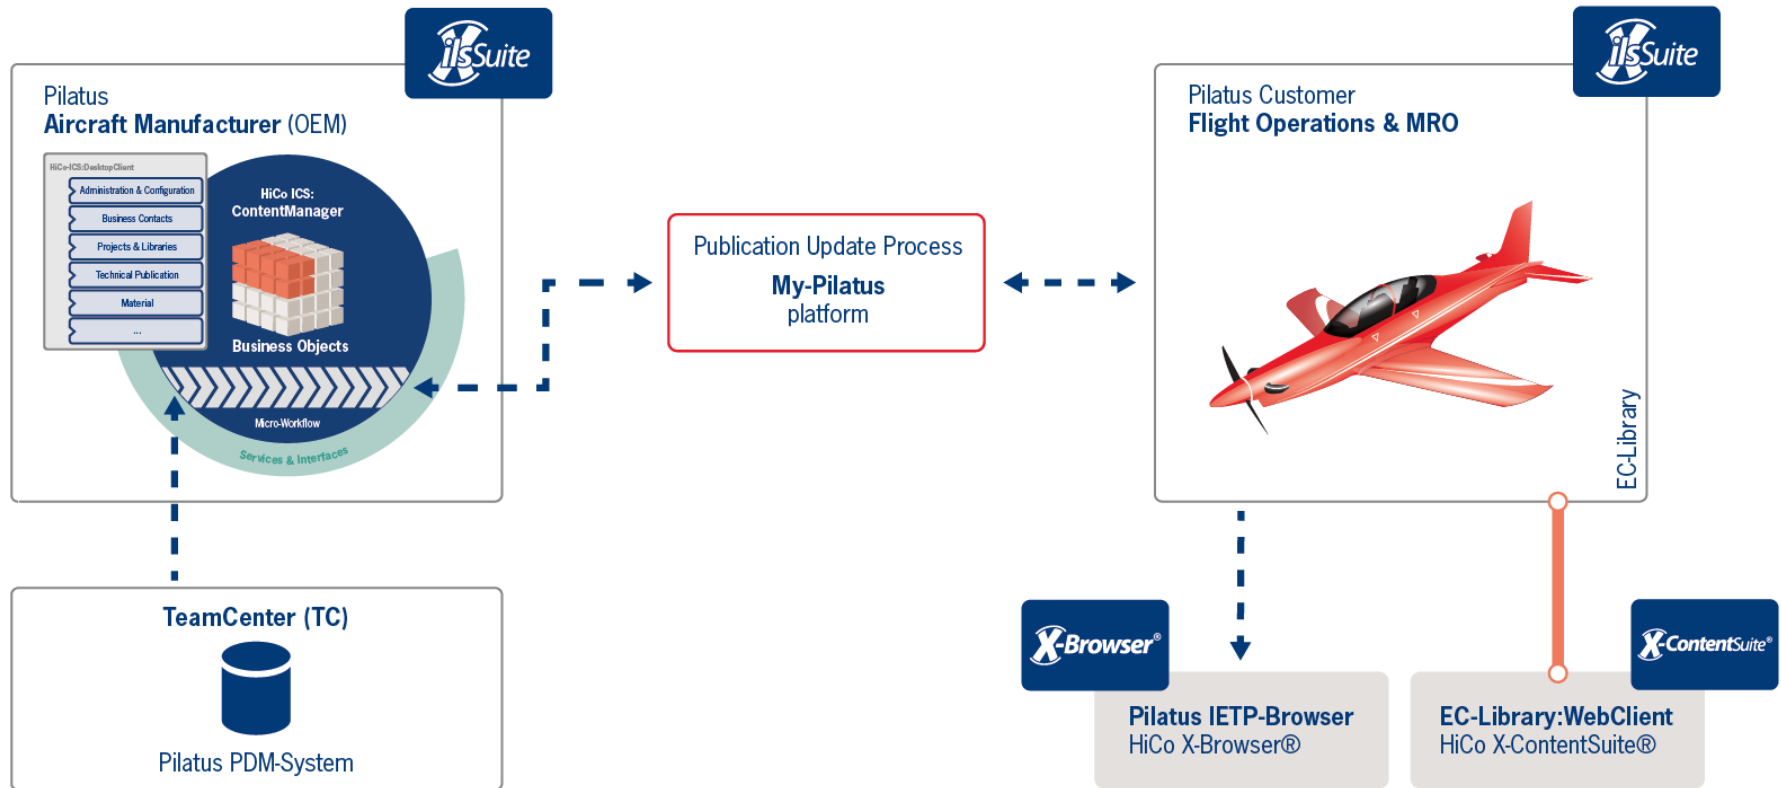 ilsSuite
Pilatus
Aircraft Manufacturer (OEM)
HiCo-ICS:DesktopClient
Administration & Configuration
Business Contacts
Projects & Libraries
Technical Publication
Material
...
HiCo ICS:
ContentManager
Business Objects
Micro-Workflow
Services & Interfaces
TeamCenter (TC)
Pilatus PDM-System
Publication Update Process
My-Pilatus
platform
ilsSuite
Pilatus Customer
Flight Operations & MRO
EC-Library
X-Browser®
Pilatus IETP-Browser
HiCo X-Browser®
X-ContentSuite®
EC-Library:WebClient
HiCo X-ContentSuite®